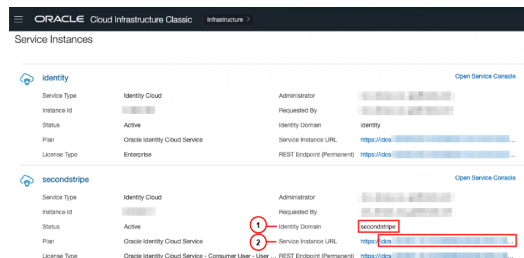 ORACLE Cloud Infrastructure Classic Infrastructure >
Service Instances
identity Open Service Console
Service Type Identity Cloud Administrator
Instance Id Requested By
Status Active Identity Domain identity
Plan Oracle Identity Cloud Service Service Instance URL https://idcs ...
License Type Enterprise REST Endpoint (Permanent) https://idcs ...
secondstripe Open Service Console
Service Type Identity Cloud Administrator
Instance Id Requested By
Status Active 1 Identity Domain secondstripe
Plan Oracle Identity Cloud Service 2 Service Instance URL https://idcs ...
License Type Oracle Identity Cloud Service - Consumer User - User ... REST Endpoint (Permanent) https://idcs ...